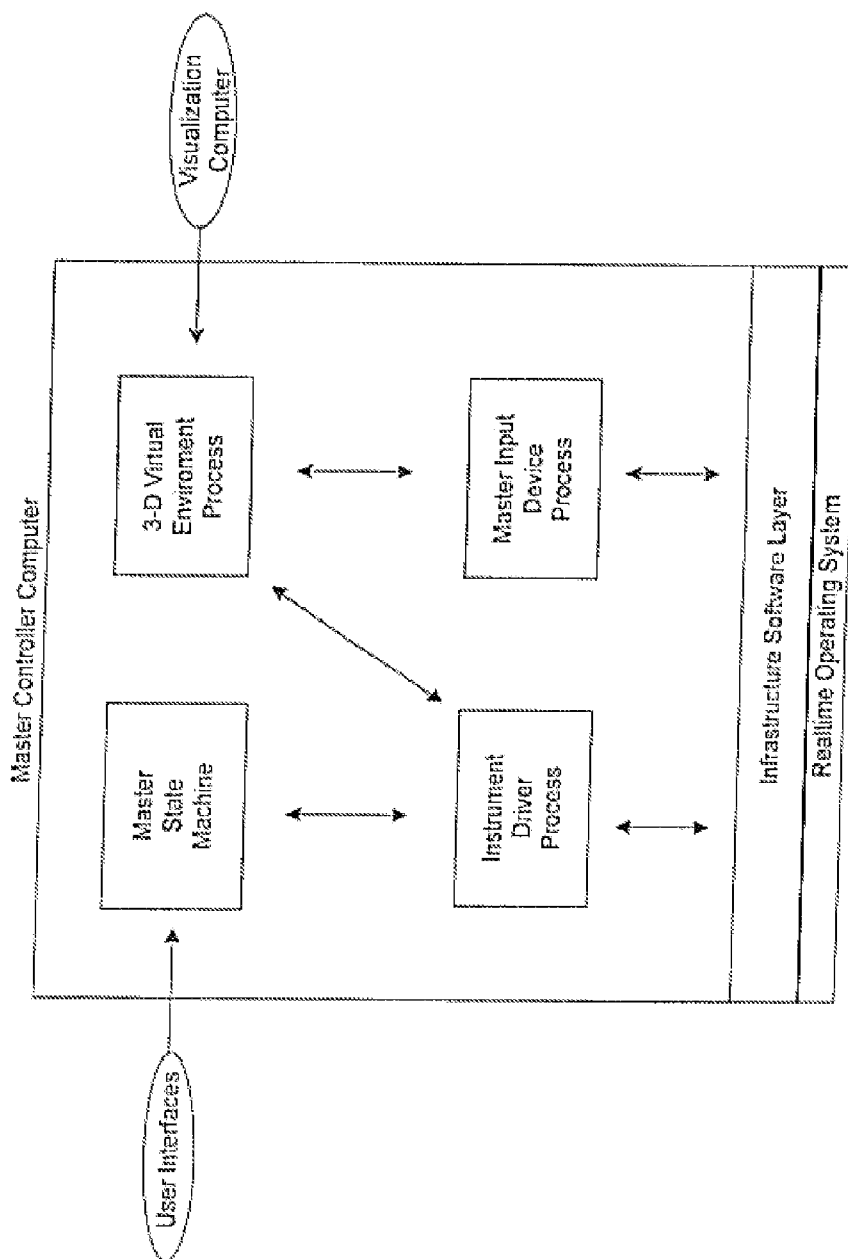 Master Controller Computer
User Interfaces
Master
State
Machine
3-D Virtual
Enviroment
Process
Visualization
Computer
Instrument
Driver
Process
Master Input
Device
Process
Infrastructure Software Layer
Realtime Operating System